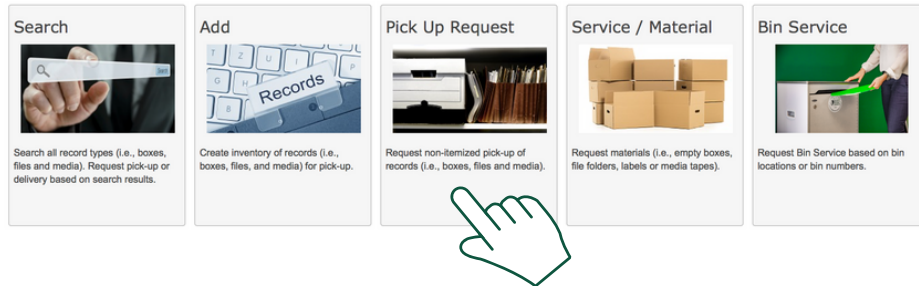 Search
Search all record types (i.e., boxes,
files and media). Request pick-up or
delivery based on search results.
Add
Records
Create inventory of records (i.e.,
boxes, files, and media) for pick-up.
Pick Up Request
Request non-itemized pick-up of
records (i.e., boxes, files and media).
Service / Material
Request materials (i.e., empty boxes,
file folders, labels or media tapes).
Bin Service
Request Bin Service based on bin
locations or bin numbers.